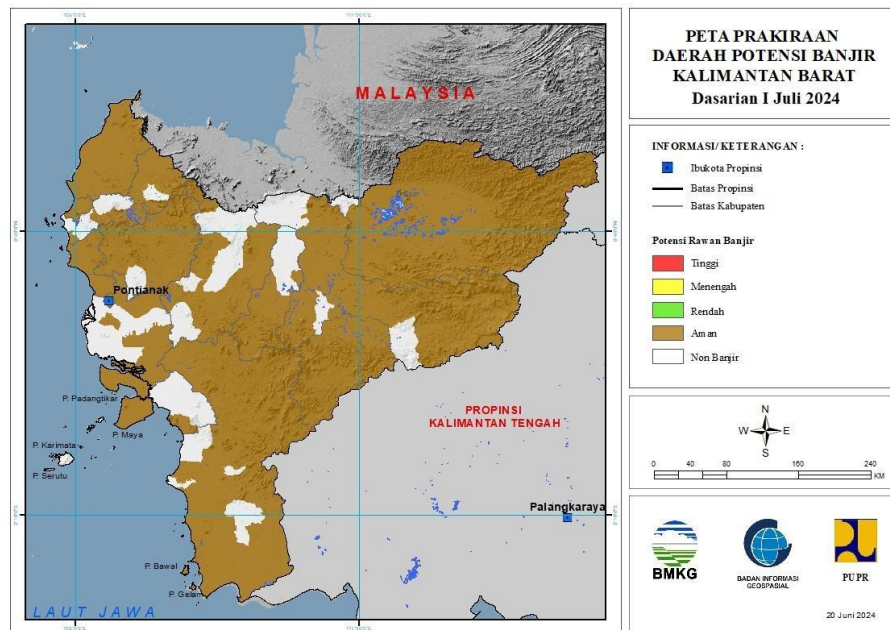 PETA PRAKIRAAN
DAERAH POTENSI BANJIR
KALIMANTAN BARAT
Dasarian I Juli 2024
INFORMASI/ KETERANGAN :
Ibukota Propinsi
Batas Propinsi
Batas Kabupaten
Potensi Rawan Banjir
Tinggi
Menengah
Rendah
Aman
Non Banjir
N
W E
S
0 40 80 160 240
KM
BMKG
BADAN INFORMASI
GEOSPASIAL
PUPR
20 Juni 2024
MALAYSIA
Pontianak
P. Padangtikar
P. Maya
P. Karimata
P. Serutu
PROPINSI
KALIMANTAN TENGAH
Palangkaraya
P. Bawal
P. Gelam
LAUT JAWA